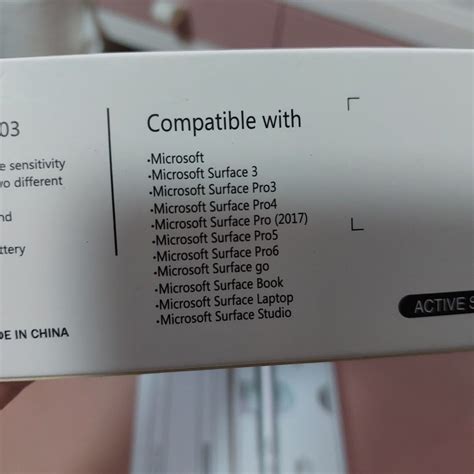 03
e sensitivity
wo different
nd
ttery
DE IN CHINA
Compatible with
•Microsoft
•Microsoft Surface 3
•Microsoft Surface Pro3
•Microsoft Surface Pro4
•Microsoft Surface Pro (2017)
•Microsoft Surface Pro5
•Microsoft Surface Pro6
•Microsoft Surface go
•Microsoft Surface Book
•Microsoft Surface Laptop
•Microsoft Surface Studio
ACTIVE S